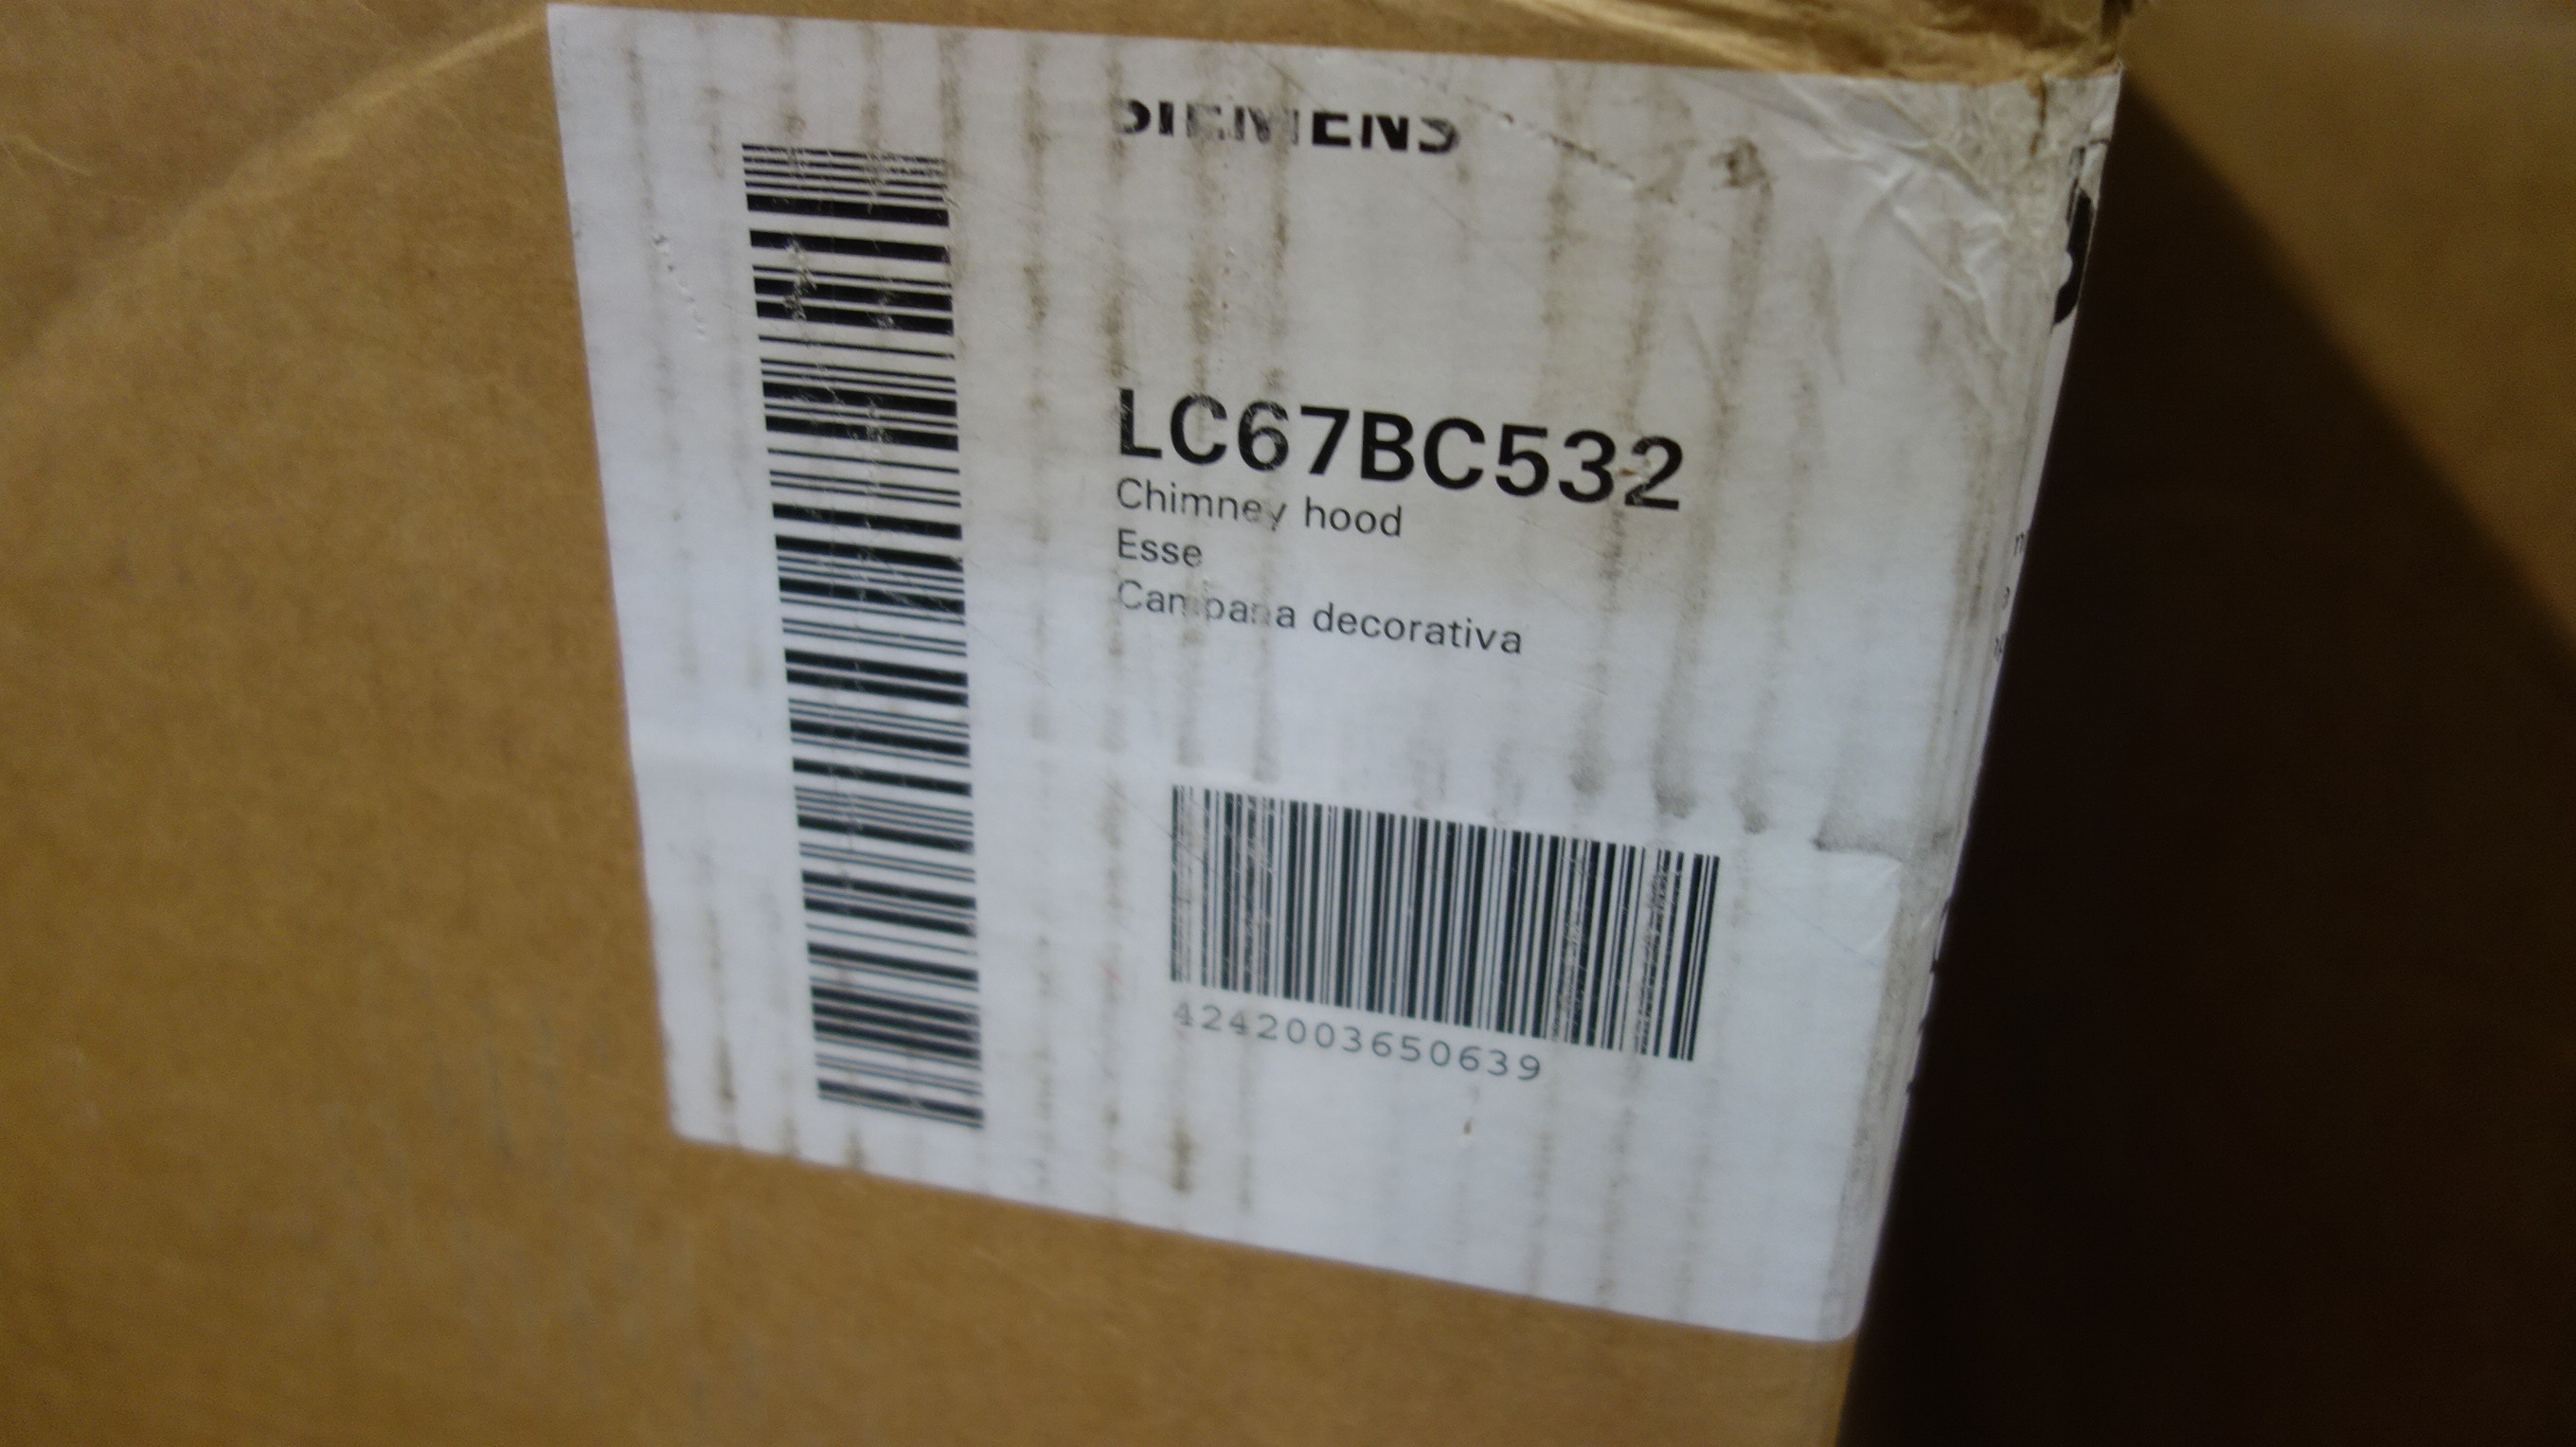 SIEMENS
LC67BC532
Chimney hood
Esse
Campana decorativa
4242003650639